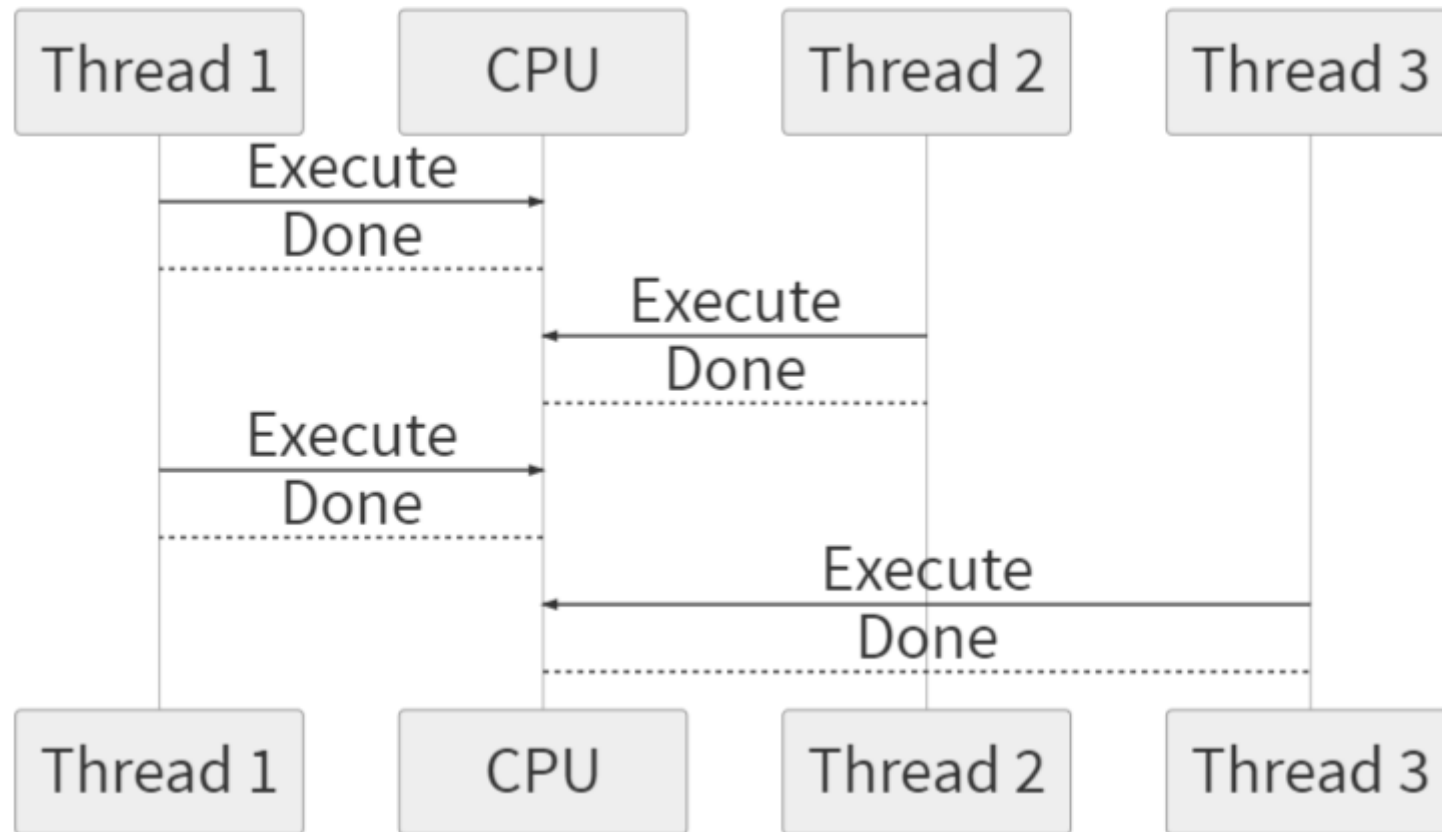 Thread 1
CPU
Thread 2
Thread 3
Execute
Done
Execute
Done
Execute
Done
Execute
Done
Thread 1
CPU
Thread 2
Thread 3